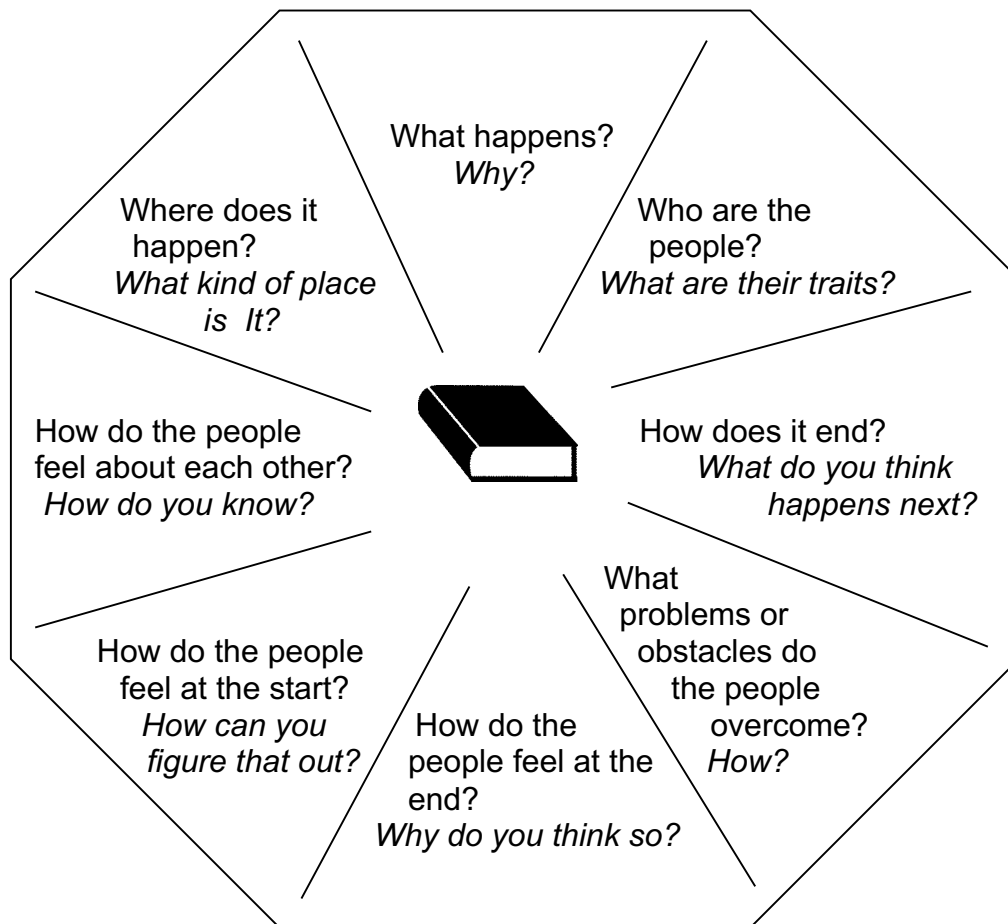 What happens?
Why?
Who are the
people?
What are their traits?
How does it end?
What do you think
happens next?
What
problems or
obstacles do
the people
overcome?
How?
How do the
people feel at the
end?
Why do you think so?
How do the people
feel at the start?
How can you
figure that out?
How do the people
feel about each other?
How do you know?
Where does it
happen?
What kind of place
is It?